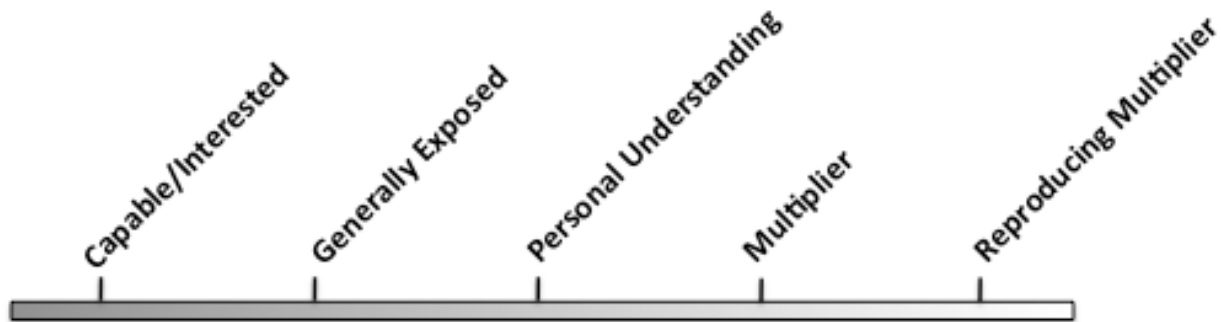 Capable/Interested
Generally Exposed
Personal Understanding
Multiplier
Reproducing Multiplier